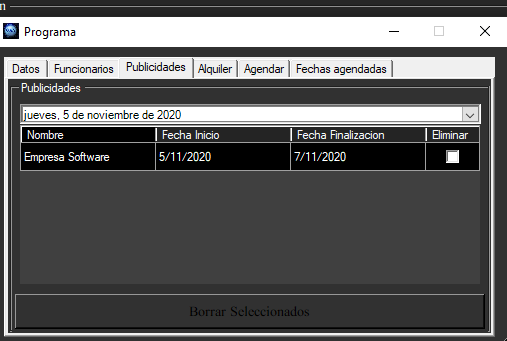 n
Programa
Datos Funcionarios Publicidades Alquiler Agendar Fechas agendadas
Publicidades
jueves, 5 de noviembre de 2020
Nombre Fecha Inicio Fecha Finalizacion Eliminar
Empresa Software 5/11/2020 7/11/2020
Borrar Seleccionados